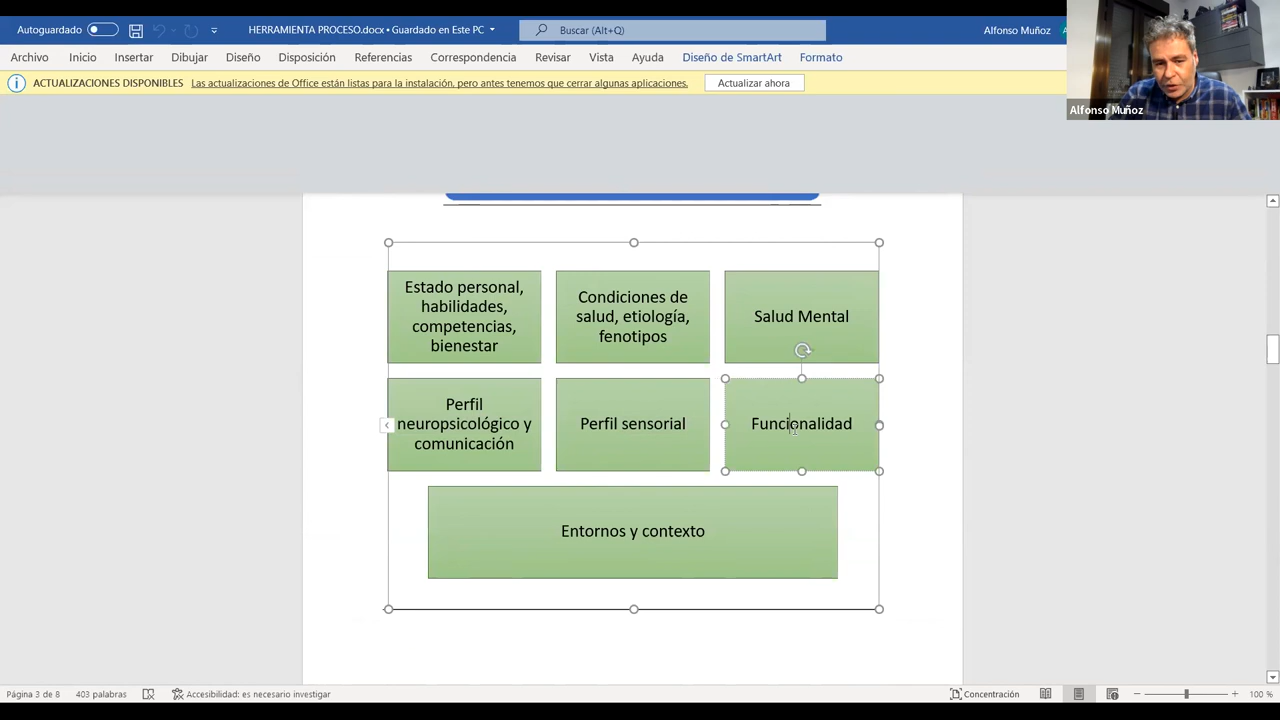 Autoguardado HERRAMIENTA PROCESO.docx • Guardado en Este PC Buscar (Alt+Q) Alfonso Muñoz
Archivo Inicio Insertar Dibujar Diseño Disposición Referencias Correspondencia Revisar Vista Ayuda Diseño de SmartArt Formato
ACTUALIZACIONES DISPONIBLES Las actualizaciones de Office están listas para la instalación, pero antes tenemos que cerrar algunas aplicaciones. Actualizar ahora
Alfonso Muñoz
Estado personal,
habilidades,
competencias,
bienestar
Condiciones de
salud, etiología,
fenotipos
Salud Mental
Perfil
neuropsicológico y
comunicación
Perfil sensorial
Funcionalidad
Entornos y contexto
Página 3 de 8 403 palabras Accesibilidad: es necesario investigar Concentración 100 %